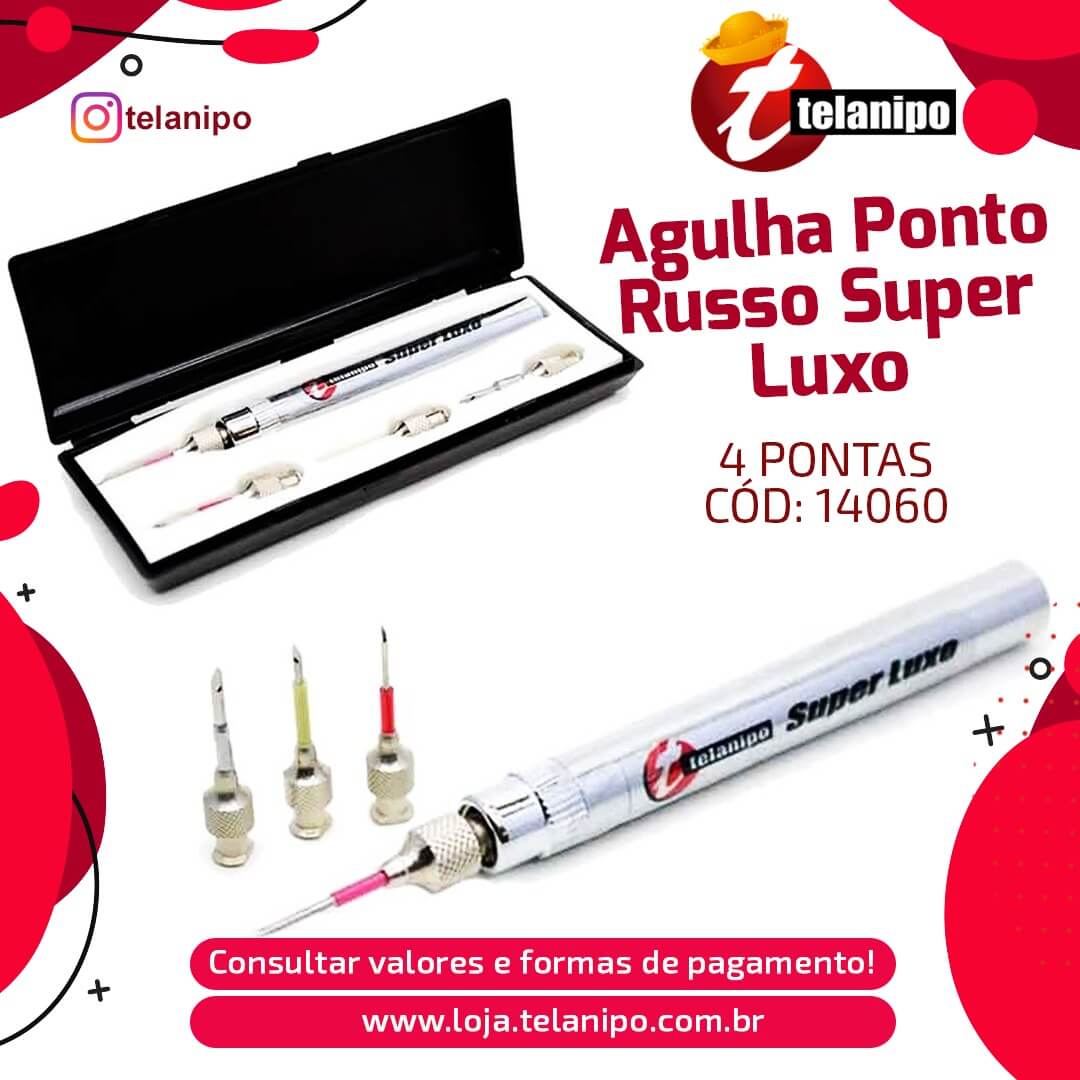 telanipo
t telanipo
Agulha Ponto
Russo Super
Luxo
4 PONTAS
CÓD: 14060
t telanipo Super Luxo
t telanipo Super Luxo
Consultar valores e formas de pagamento!
www.loja.telanipo.com.br